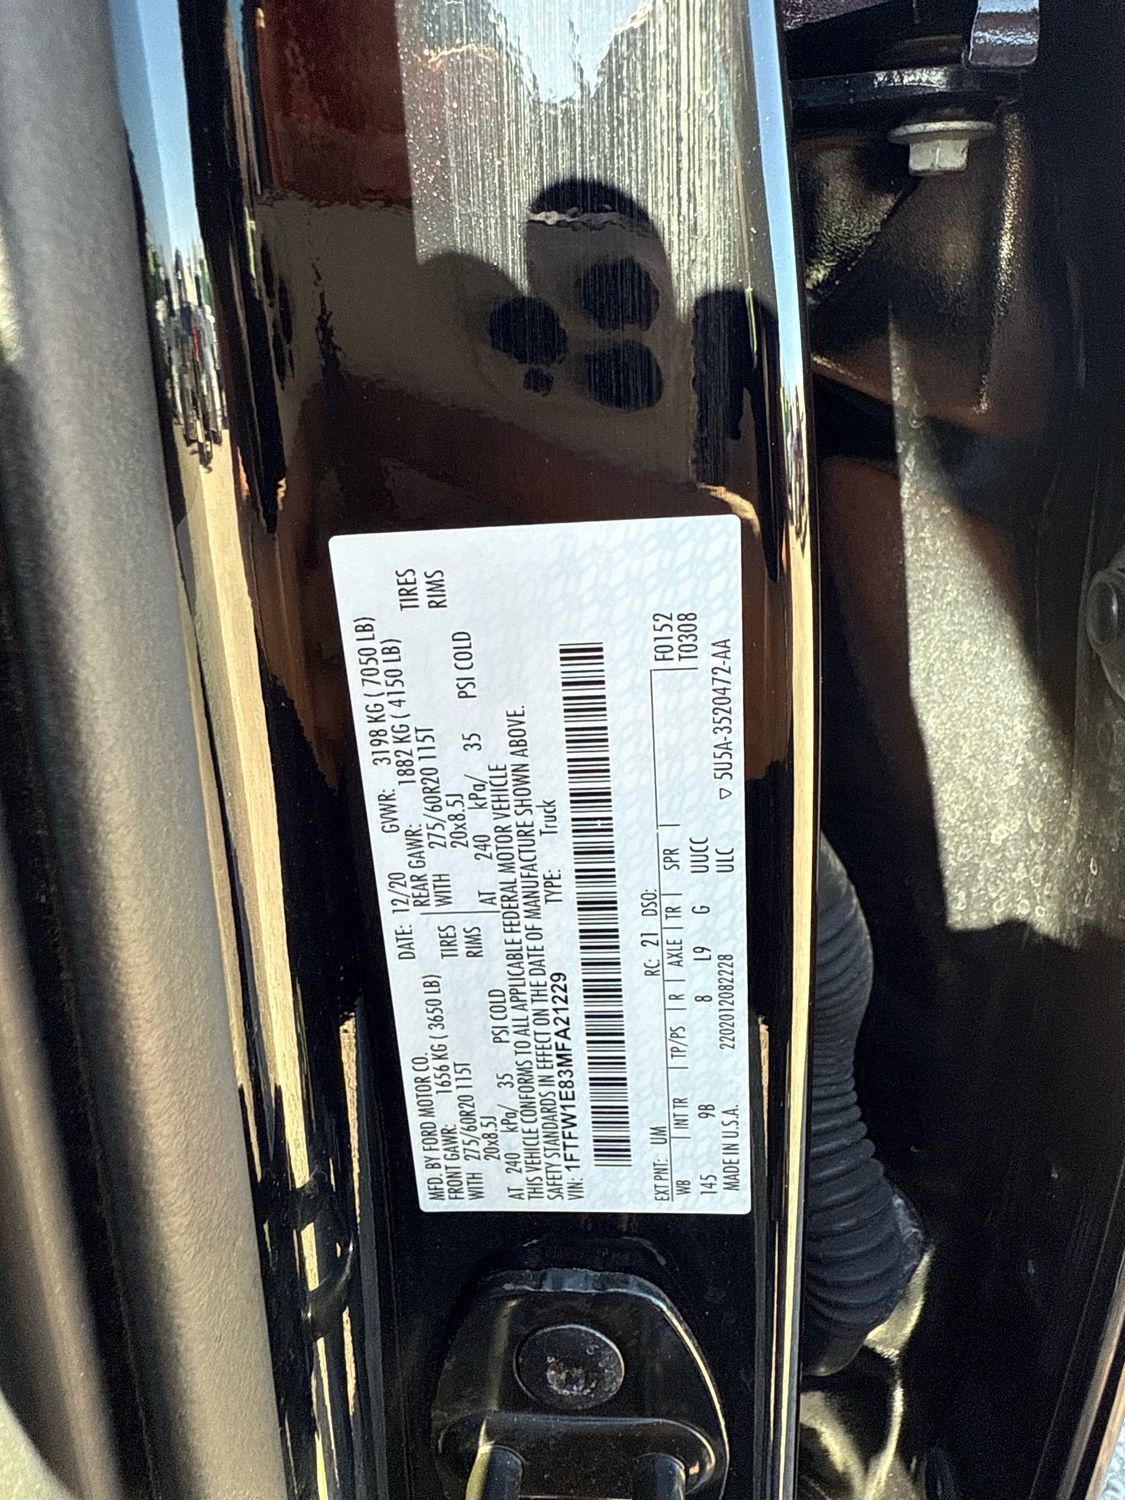 MFD. BY FORD MOTOR CO.
DATE: 12/20 GVWR: 3198 KG ( 7050 LB)
FRONT GAWR: 1656 KG ( 3650 LB) REAR GAWR: 1882 KG ( 4150 LB)
WITH 275/60R20 115T TIRES WITH 275/60R20 115T TIRES
20x8.5J RIMS 20x8.5J RIMS
AT 240 kPa/ 35 PSI COLD AT 240 kPa/ 35 PSI COLD
THIS VEHICLE CONFORMS TO ALL APPLICABLE FEDERAL MOTOR VEHICLE
SAFETY STANDARDS IN EFFECT ON THE DATE OF MANUFACTURE SHOWN ABOVE.
VIN: 1FTFW1E83MFA21229 TYPE: Truck
EXT PNT: UM RC: 21 DSO: F0152
WB INT TR TP/PS R AXLE TR SPR T0308
145 9B 8 L9 G UUCC
MADE IN U.S.A. 220201208222B ULC ▽ 5U5A-3520472-AA